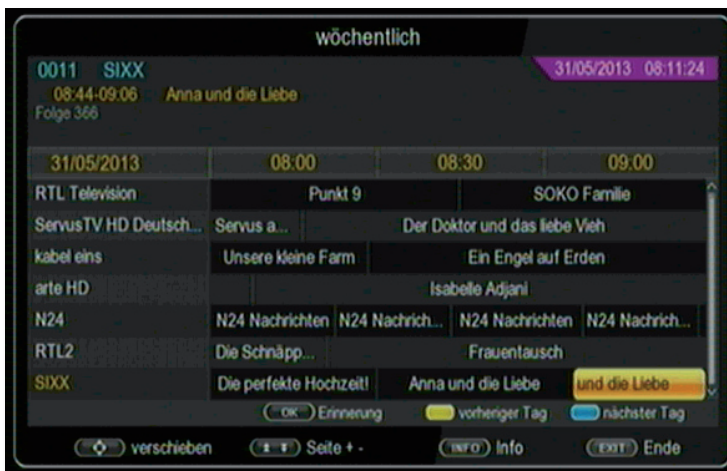 wöchentlich
0011 SIXX
31/05/2013 08:11:24
08:44-09:06 Anna und die Liebe
Folge 366
31/05/2013 08:00 08:30 09:00
RTL Television Punkt 9 SOKO Familie
ServusTV HD Deutsch... Servus a... Der Doktor und das liebe Vieh
kabel eins Unsere kleine Farm Ein Engel auf Erden
arte HD Isabelle Adjani
N24 N24 Nachrichten N24 Nachrich... N24 Nachrichten N24 Nachrich...
RTL2 Die Schnäpp... Frauentausch
SIXX Die perfekte Hochzeit! Anna und die Liebe und die Liebe
OK Erinnerung vorheriger Tag nächster Tag
verschieben Seite + - INFO Info EXIT Ende